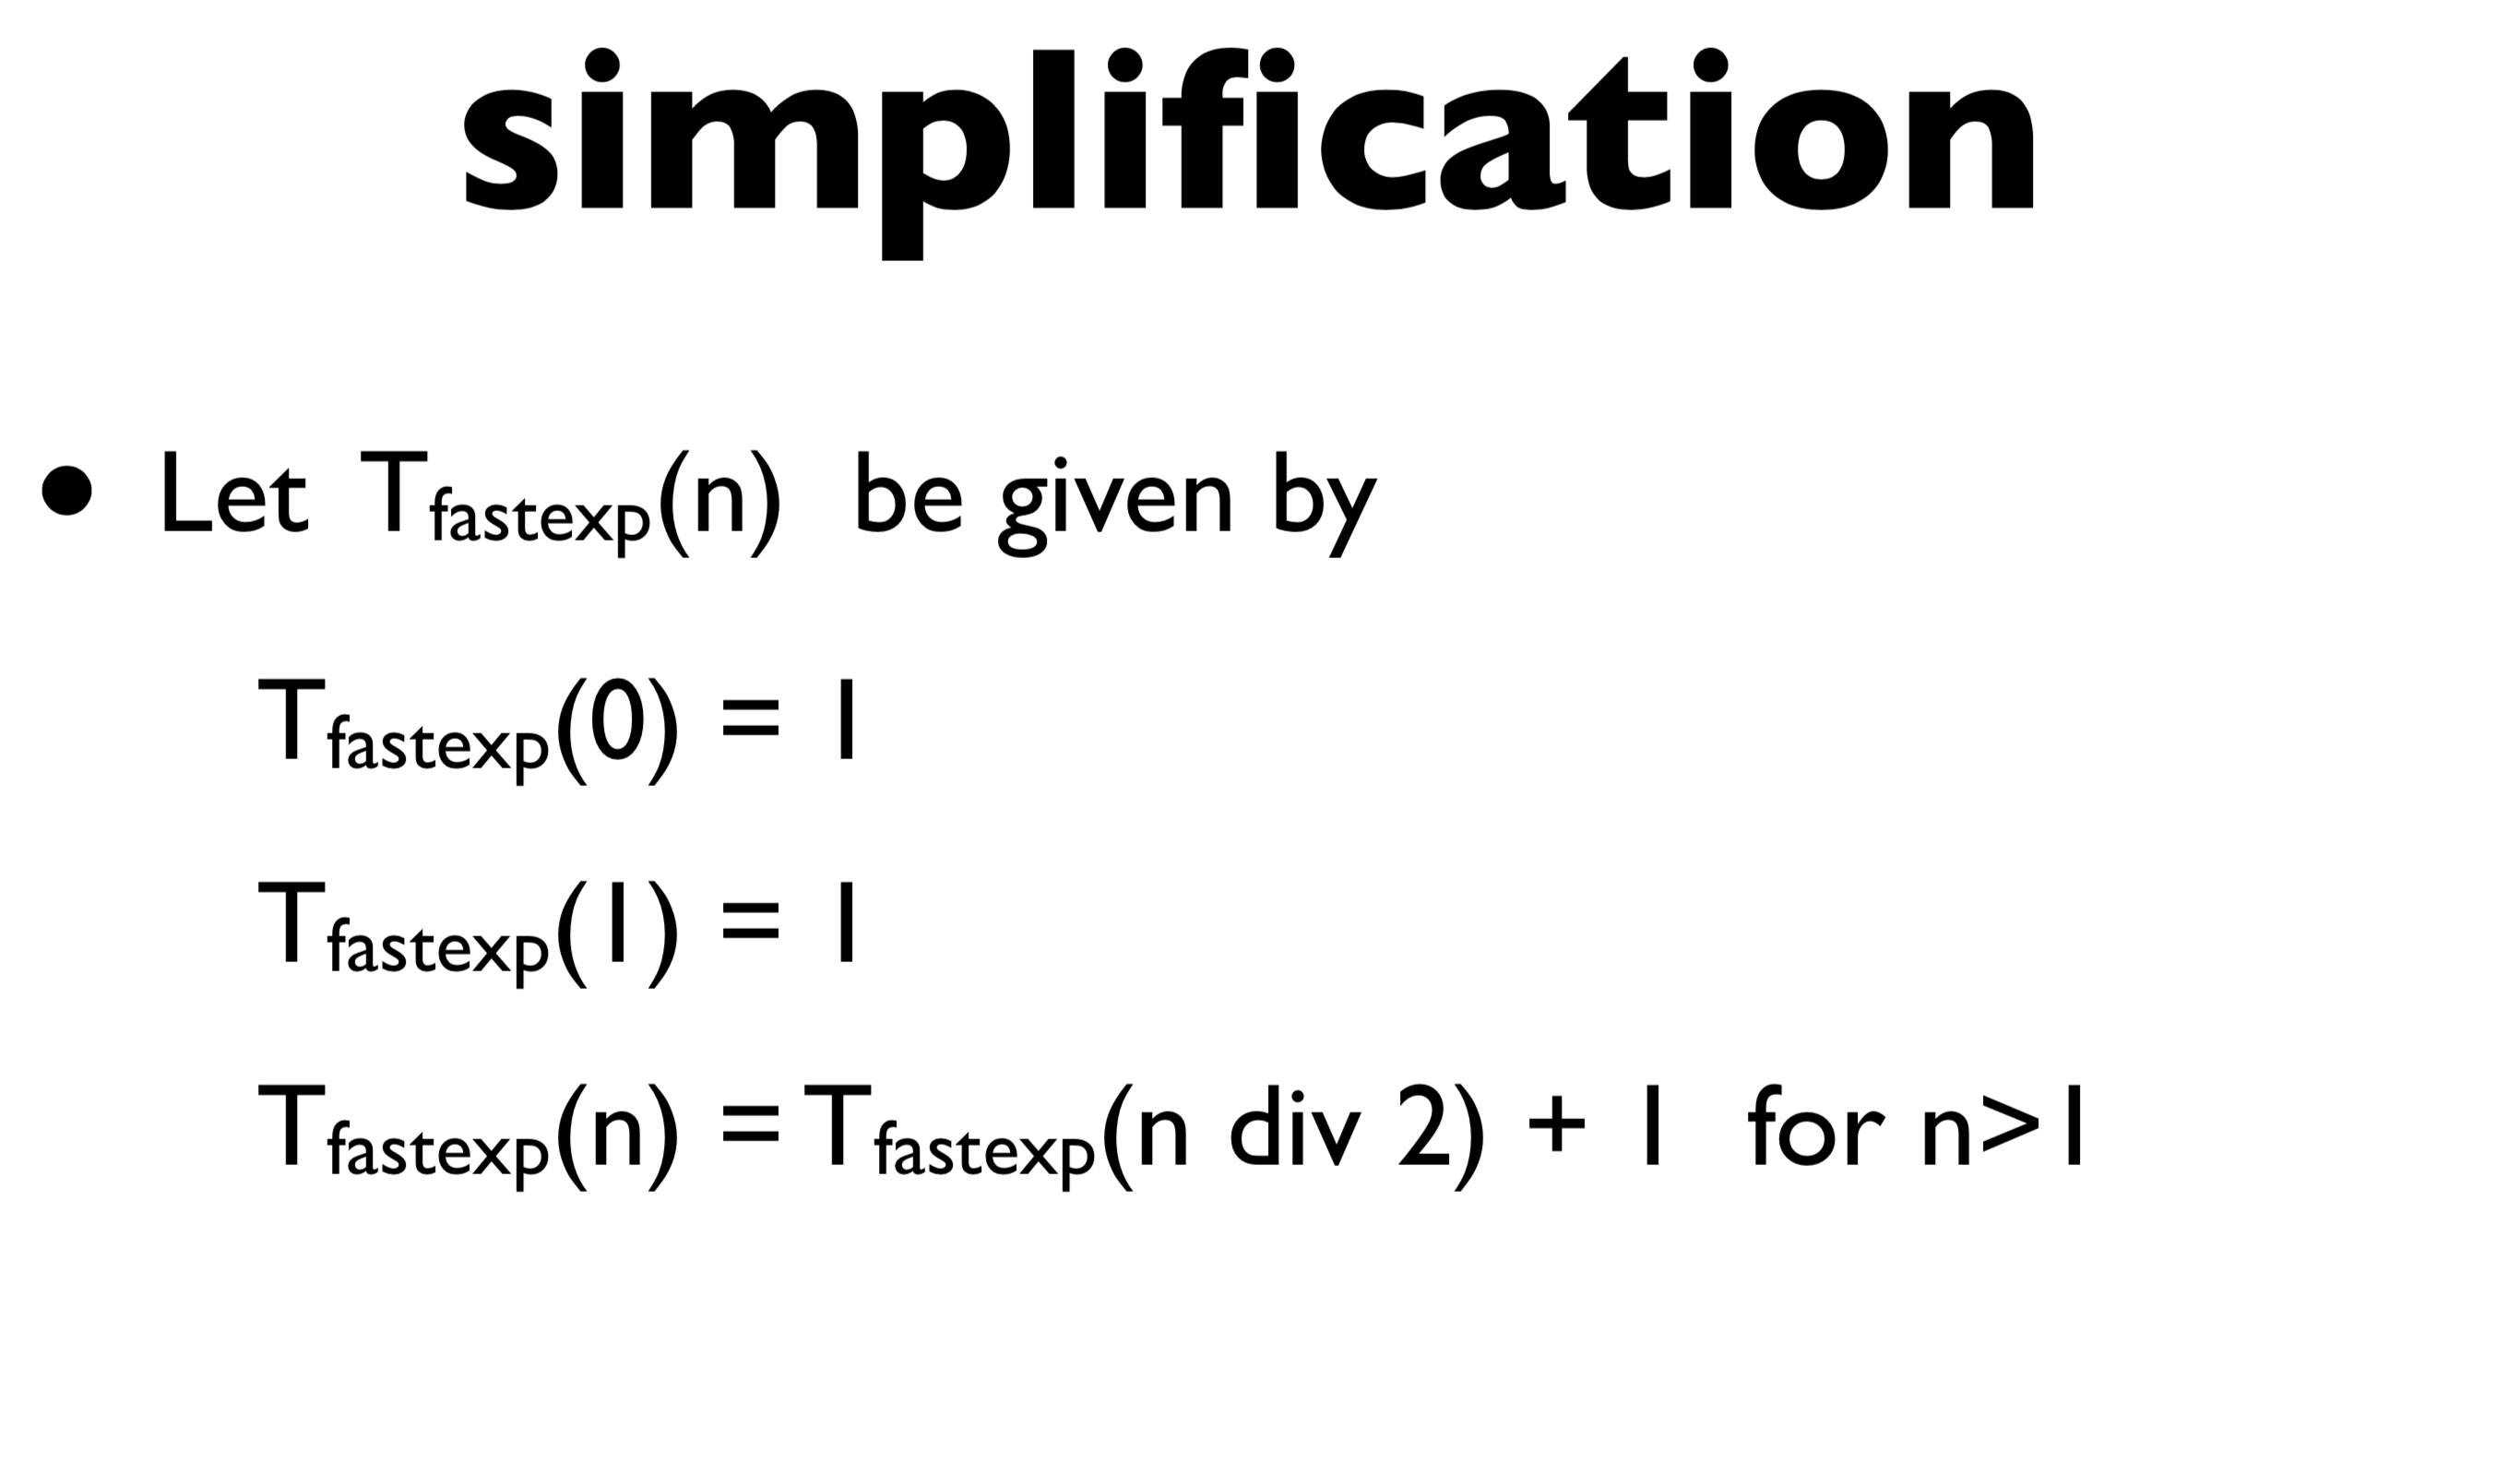 simplification
• Let Tfastexp(n) be given by
Tfastexp(0) = 1
Tfastexp(1) = 1
Tfastexp(n) = Tfastexp(n div 2) + 1 for n>1